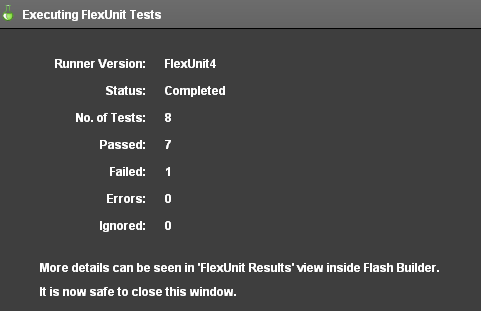 Executing FlexUnit Tests
Runner Version: FlexUnit4
Status: Completed
No. of Tests: 8
Passed: 7
Failed: 1
Errors: 0
Ignored: 0
More details can be seen in 'FlexUnit Results' view inside Flash Builder.
It is now safe to close this window.